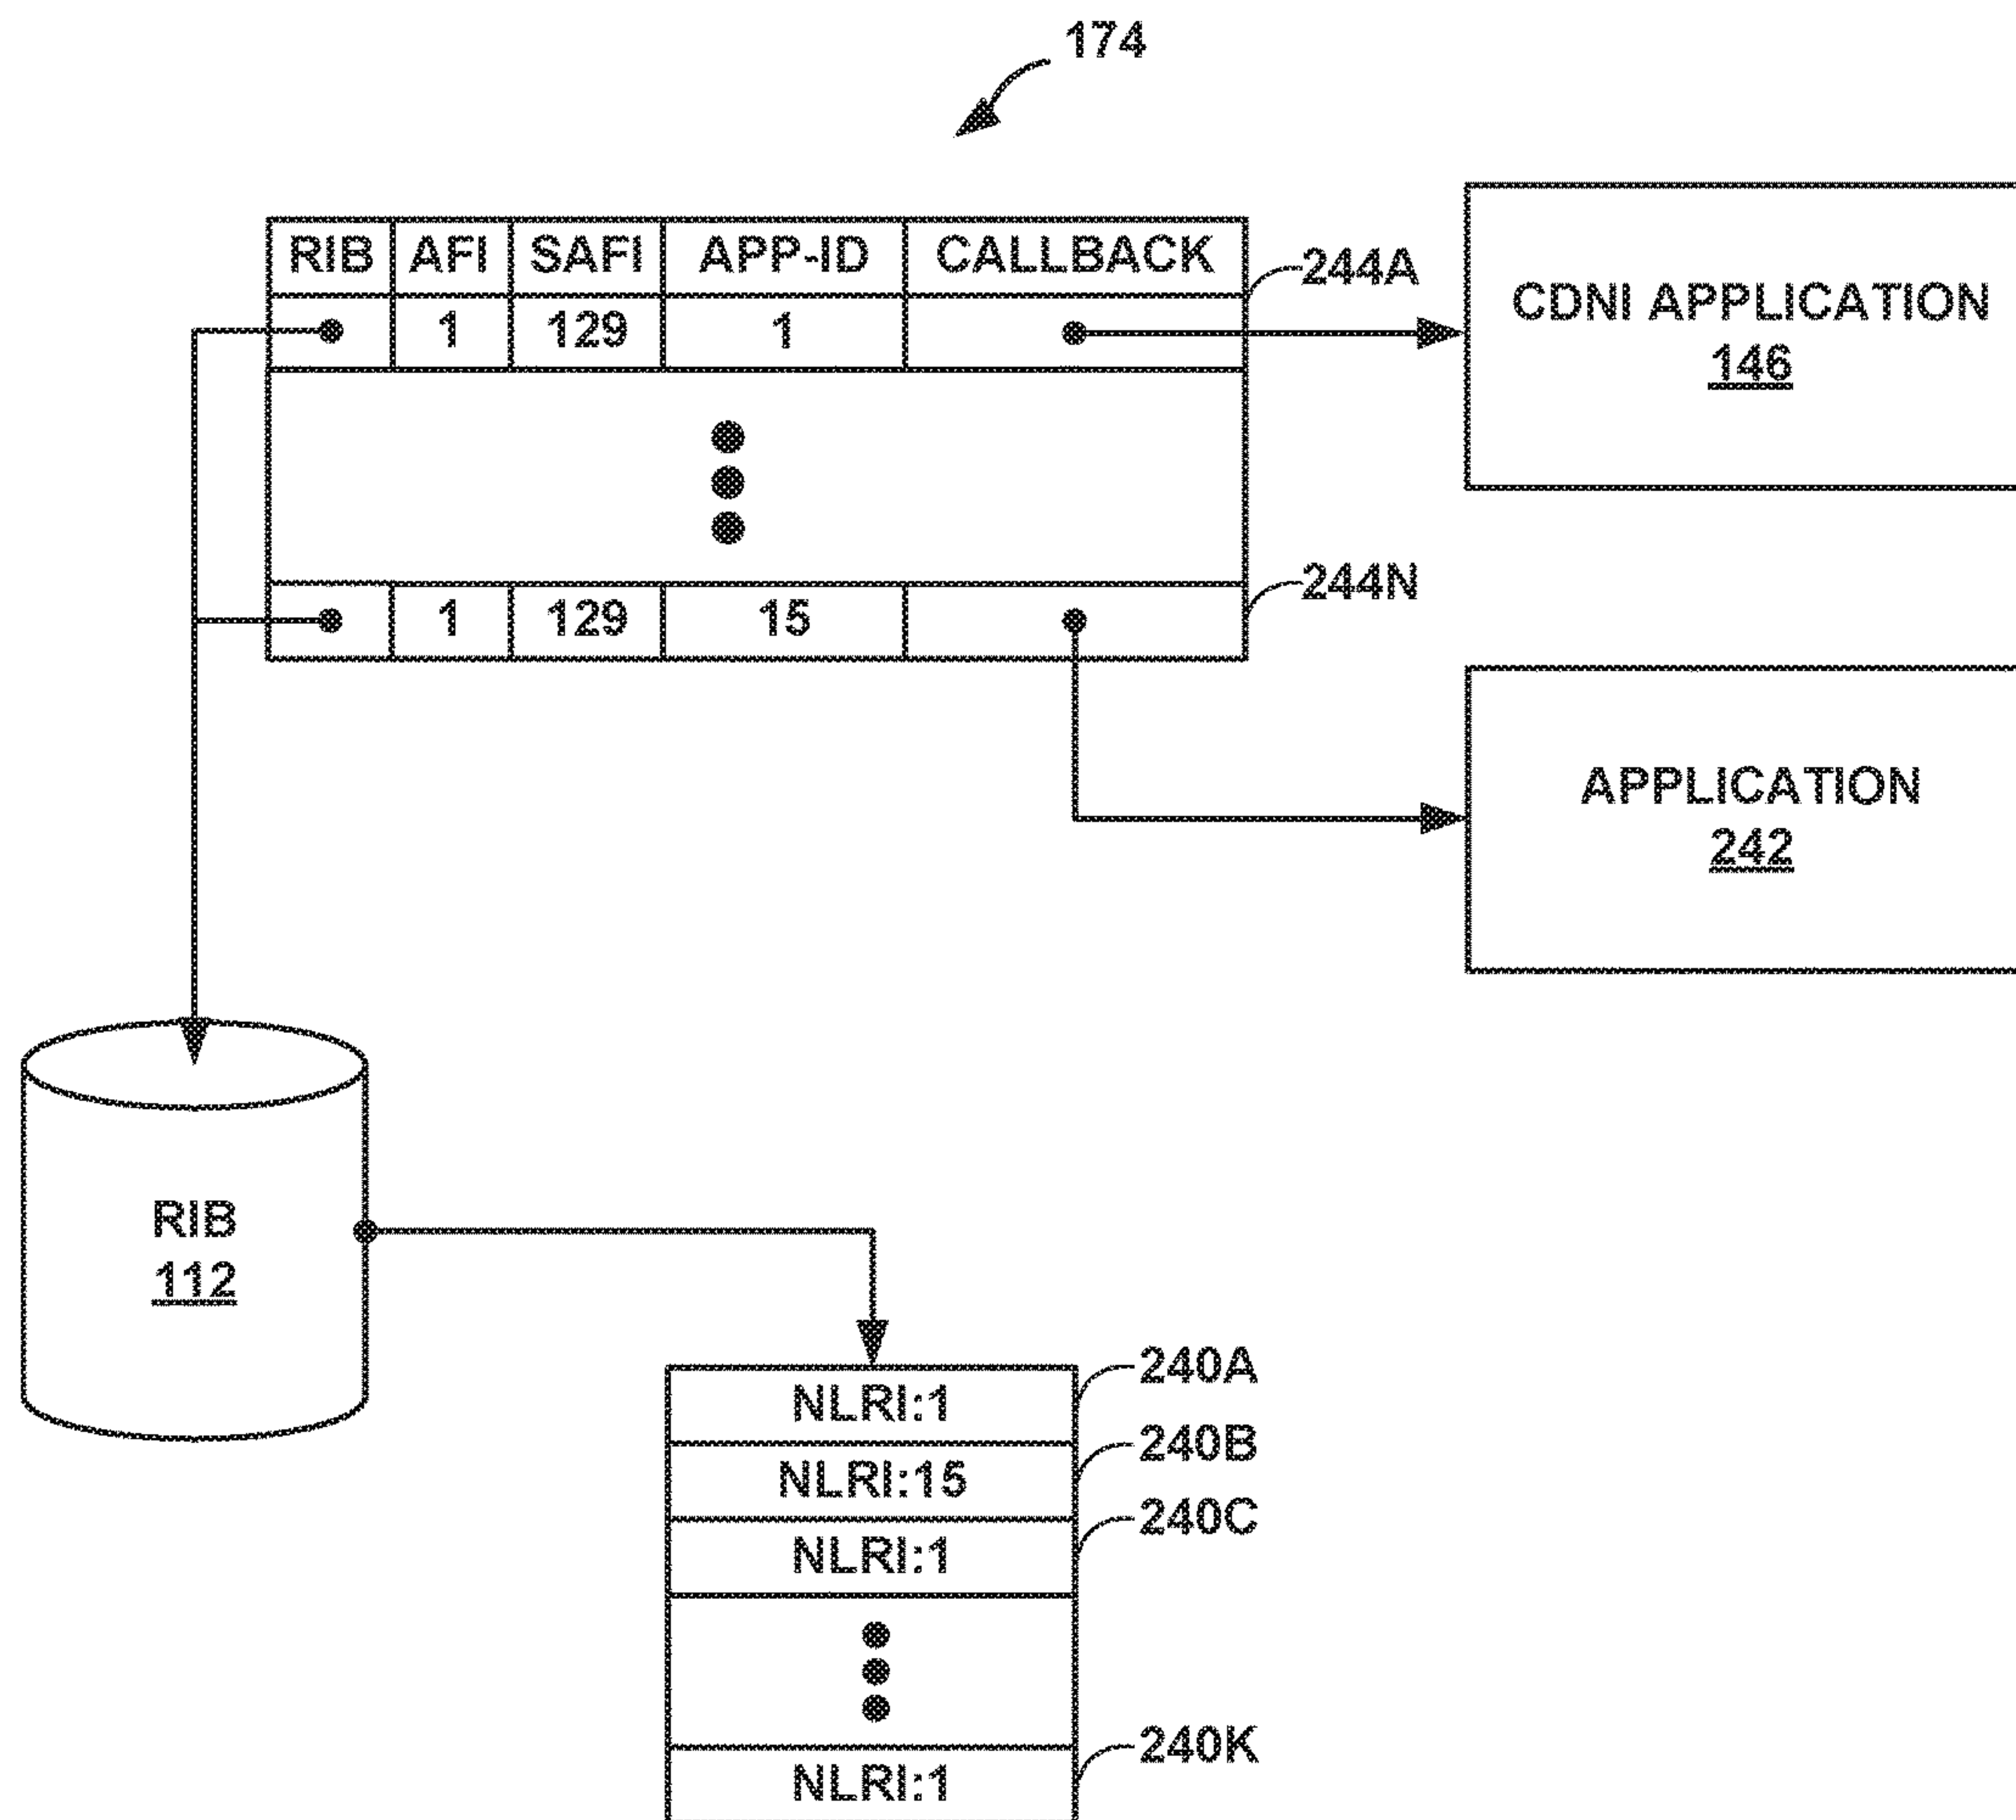 174
RIB AFI SAFI APP-ID CALLBACK
244A
1 129 1
CDNI APPLICATION
146
244N
1 129 15
APPLICATION
242
RIB
112
240A
NLRI:1
240B
NLRI:15
240C
NLRI:1
240K
NLRI:1